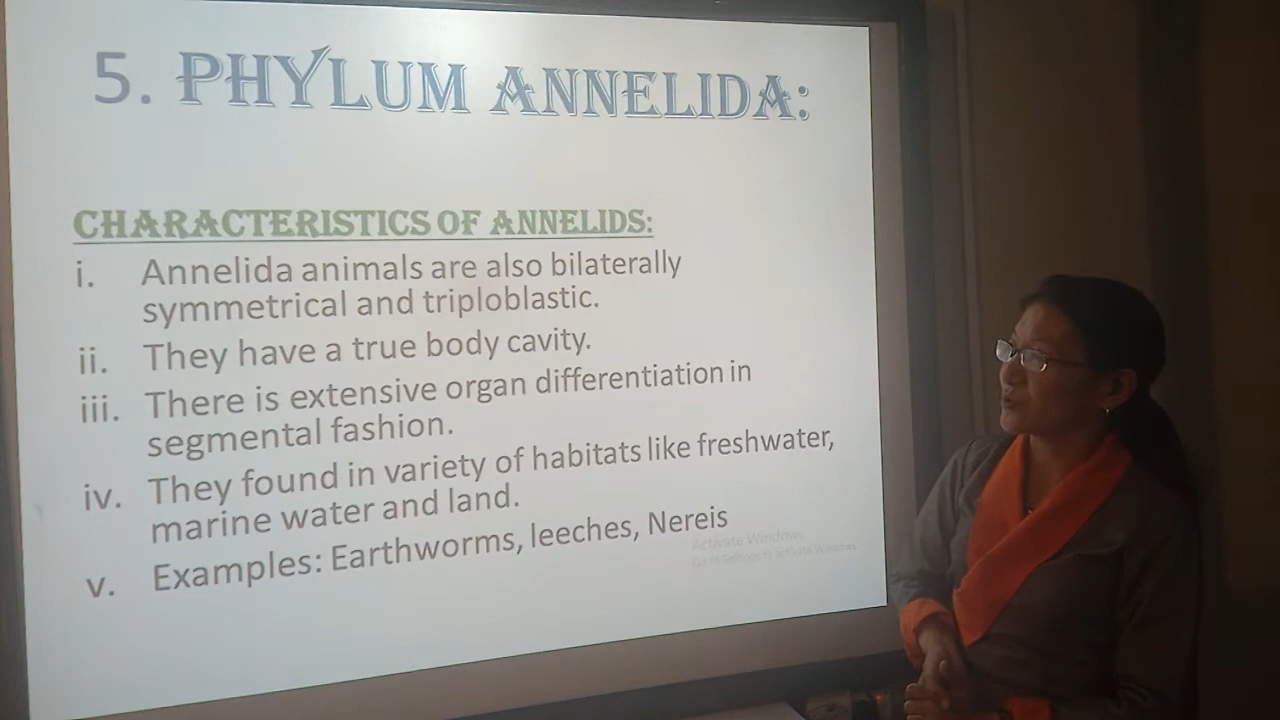 5. PHYLUM ANNELIDA:
CHARACTERISTICS OF ANNELIDS:
i. Annelida animals are also bilaterally
symmetrical and triploblastic.
ii. They have a true body cavity.
iii. There is extensive organ differentiation in
segmental fashion.
iv. They found in variety of habitats like freshwater,
marine water and land.
v. Examples: Earthworms, leeches, Nereis
Activate Windows
Go to Settings to activate Windows.